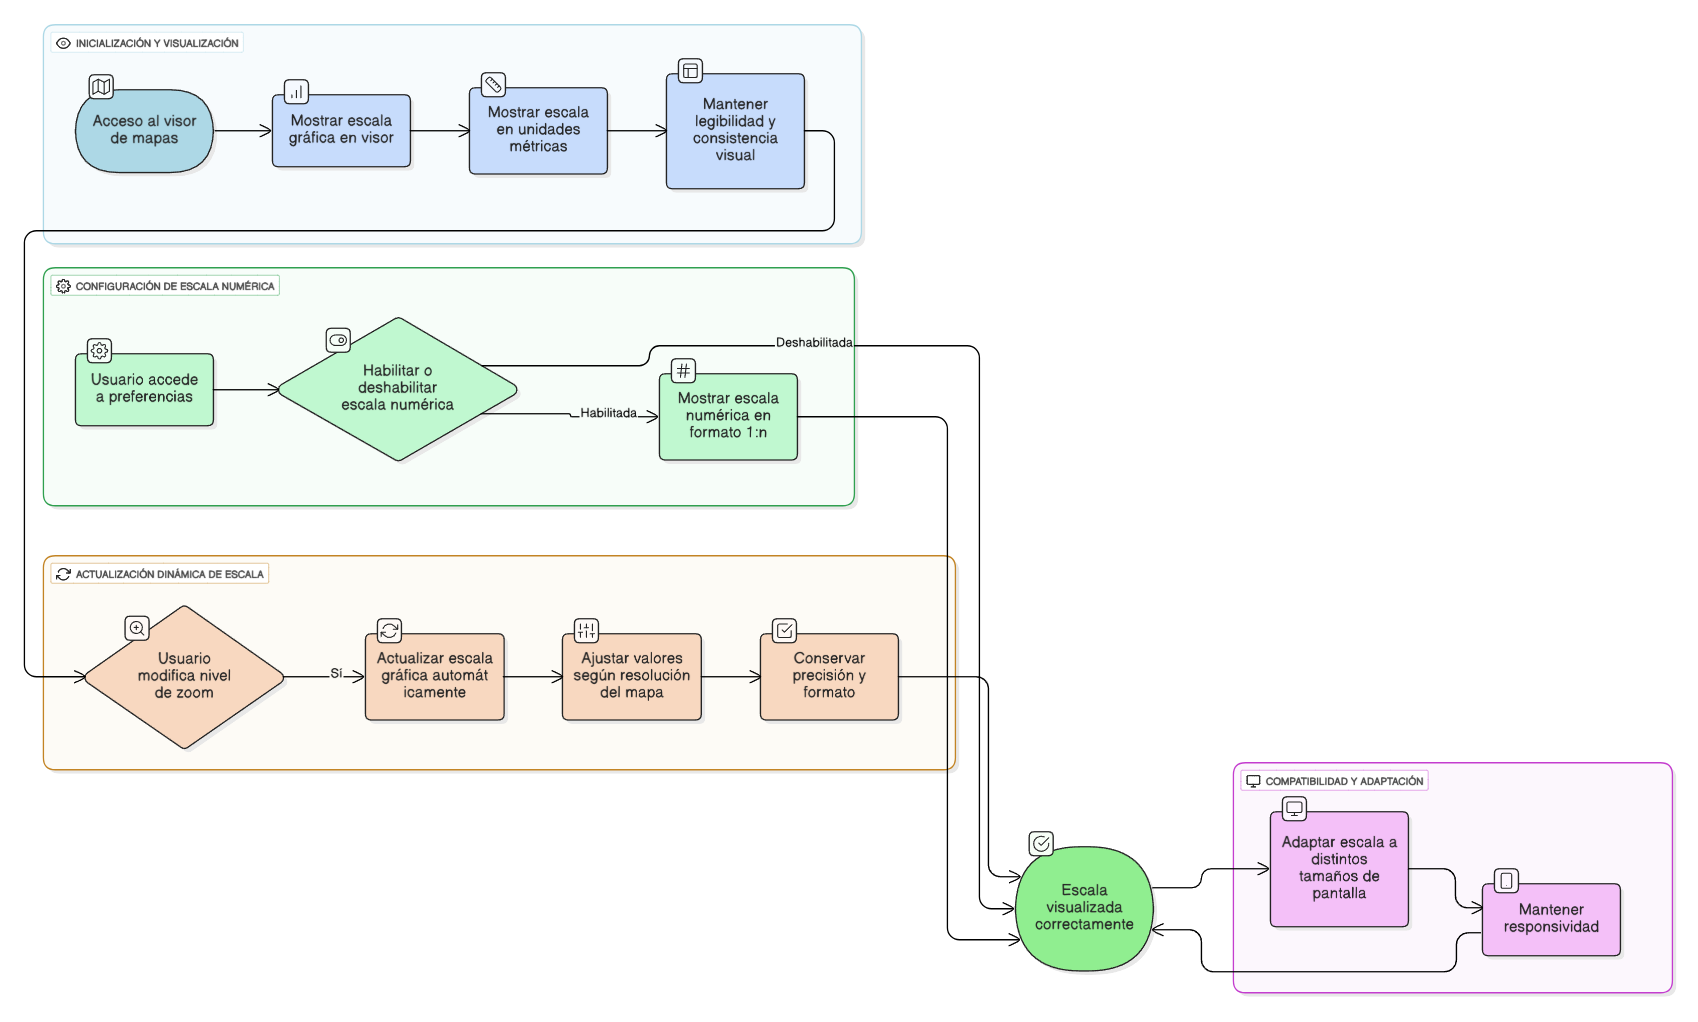 INICIALIZACIÓN Y VISUALIZACIÓN
Acceso al visor
de mapas
Mostrar escala
gráfica en visor
Mostrar escala
en unidades
métricas
Mantener
legibilidad y
consistencia
visual
CONFIGURACIÓN DE ESCALA NUMÉRICA
Usuario accede
a preferencias
Habilitar o
deshabilitar
escala numérica
Deshabilitada
Habilitada
Mostrar escala
numérica en
formato 1:n
ACTUALIZACIÓN DINÁMICA DE ESCALA
Usuario
modifica nivel
de zoom
Sí
Actualizar escala
gráfica automát
icamente
Ajustar valores
según resolución
del mapa
Conservar
precisión y
formato
Escala
visualizada
correctamente
COMPATIBILIDAD Y ADAPTACIÓN
Adaptar escala a
distintos
tamaños de
pantalla
Mantener
responsividad